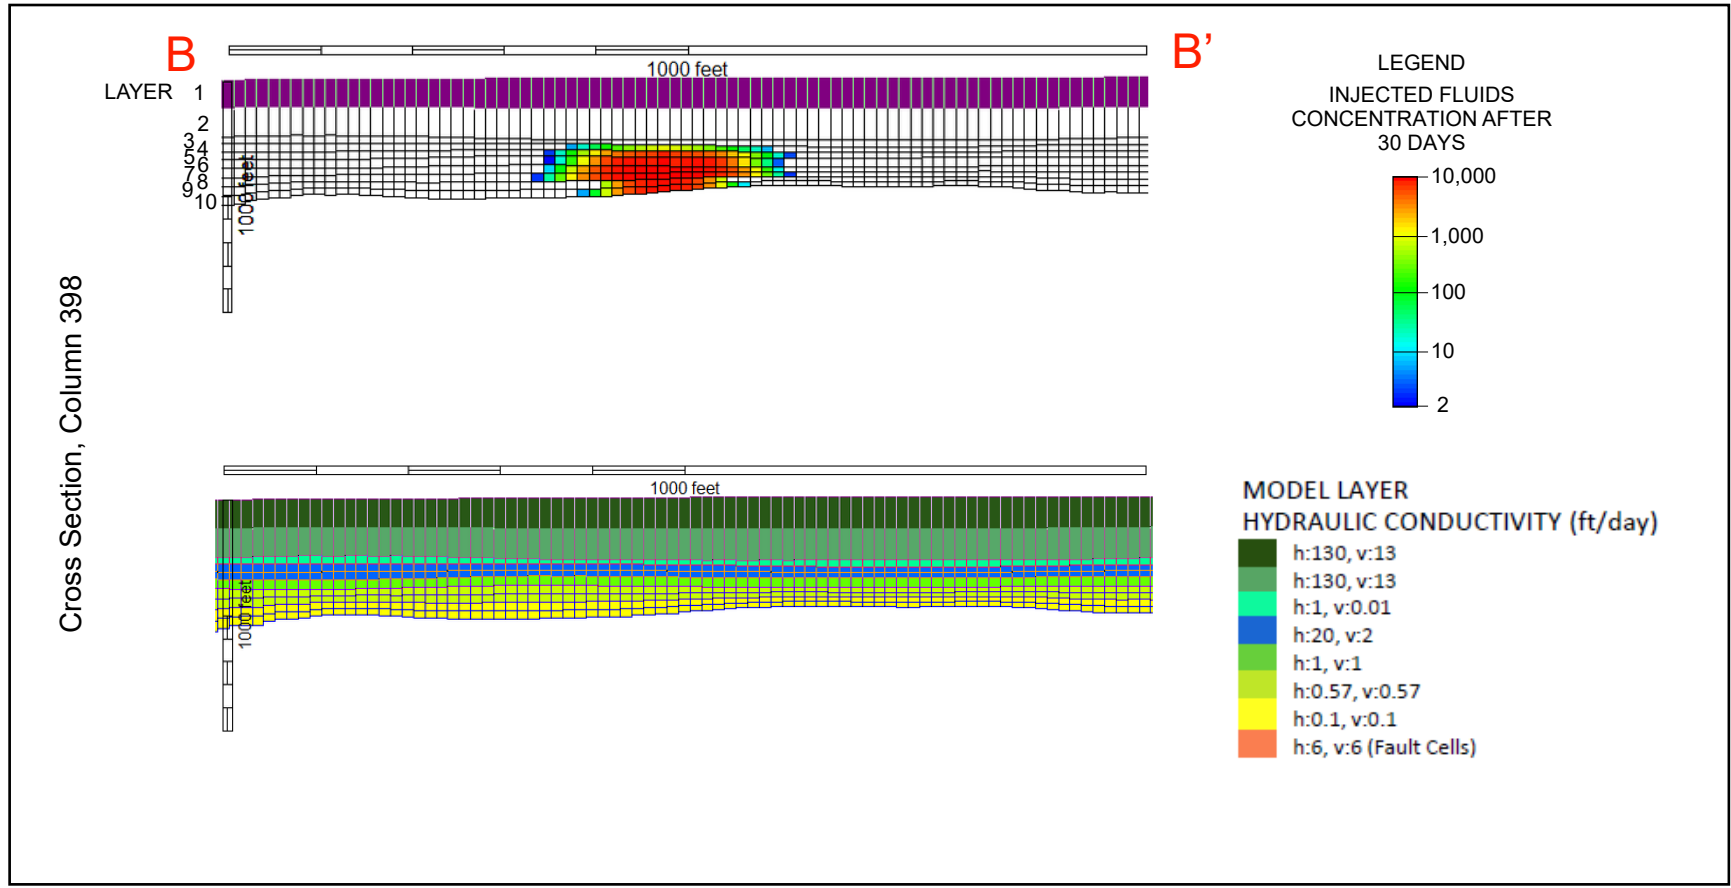 B
B’
1000 feet
LAYER 1
2
3
4
5
6
7
8
9
10
1000 feet
Cross Section, Column 398
LEGEND
INJECTED FLUIDS
CONCENTRATION AFTER
30 DAYS
10,000
1,000
100
10
2
1000 feet
1000 feet
MODEL LAYER
HYDRAULIC CONDUCTIVITY (ft/day)
h:130, v:13
h:130, v:13
h:1, v:0.01
h:20, v:2
h:1, v:1
h:0.57, v:0.57
h:0.1, v:0.1
h:6, v:6 (Fault Cells)